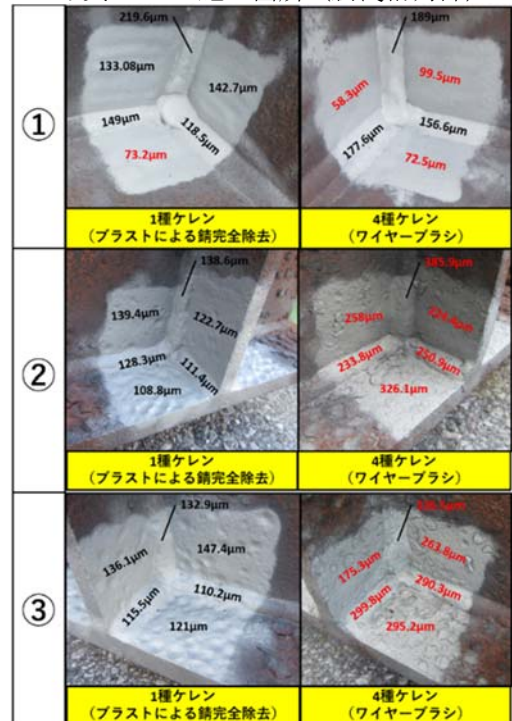 ①
219.6μm
133.08μm
142.7μm
149μm
118.5μm
73.2μm
1種ケレン
(ブラストによる錆完全除去)
189μm
58.3μm
99.5μm
177.6μm
156.6μm
72.5μm
4種ケレン
(ワイヤーブラシ)
②
138.6μm
139.4μm
122.7μm
128.3μm
111.4μm
108.8μm
1種ケレン
(ブラストによる錆完全除去)
385.9μm
258μm
233.8μm
250.9μm
326.1μm
4種ケレン
(ワイヤーブラシ)
③
132.9μm
136.1μm
147.4μm
115.5μm
110.2μm
121μm
1種ケレン
(ブラストによる錆完全除去)
175.3μm
263.8μm
299.8μm
290.3μm
295.2μm
4種ケレン
(ワイヤーブラシ)